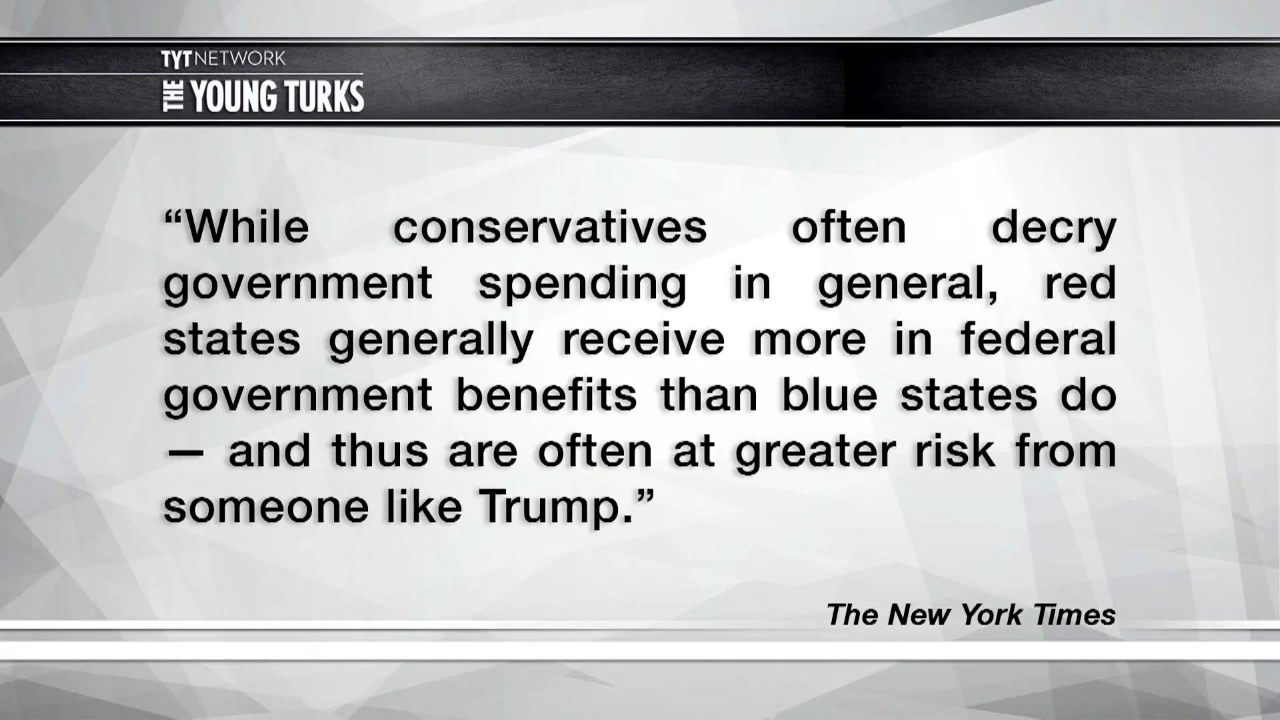 TYT NETWORK
THE YOUNG TURKS
“While conservatives often decry
government spending in general, red
states generally receive more in federal
government benefits than blue states do
— and thus are often at greater risk from
someone like Trump.”
The New York Times